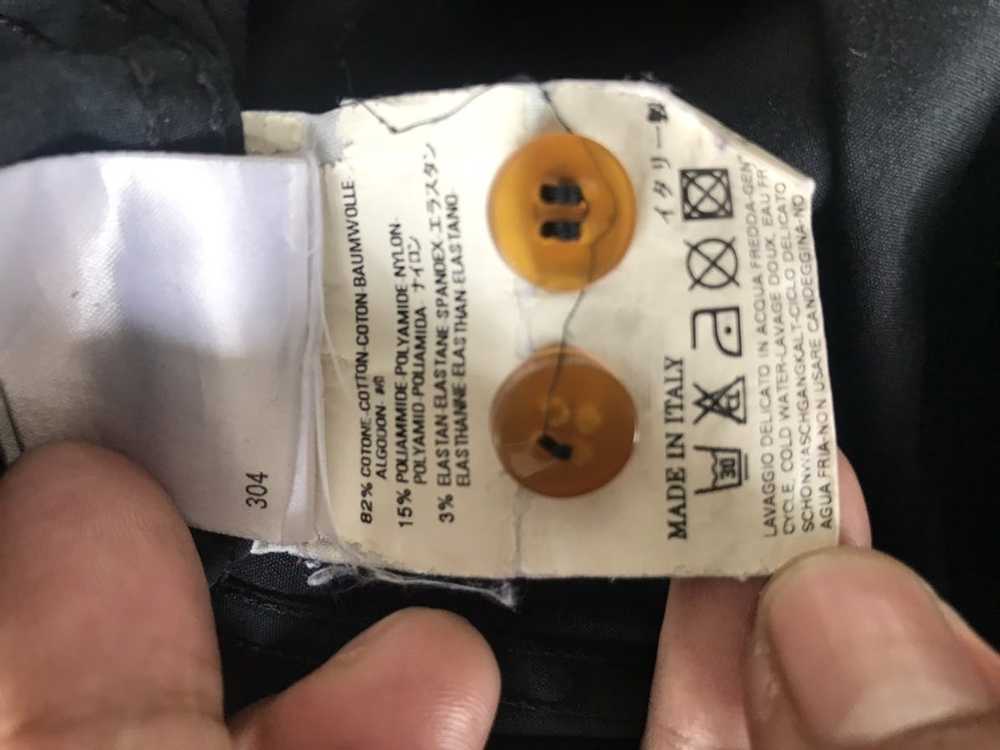 304
82% COTONE-COTTON-COTON-BAUMWOLLE
ALGODON-綿
15% POLIAMMIDE-POLYAMIDE-NYLON-
POLYAMID-POLIAMIDA- ナイロン
3% ELASTAN-ELASTANE-SPANDEX-エラスタン
ELASTHANNE-ELASTHAN-ELASTANO-
MADE IN ITALY イタリー製
30 CL
LAVAGGIO DELICATO IN ACQUA FREDDA-GEN
CYCLE, COLD WATER-LAVAGE DOUX, EAU FR
SCHONWASCHGANGKALT-CICLO DELICATO
AGUA FRIA-NON USARE CANDEGGINA-NO